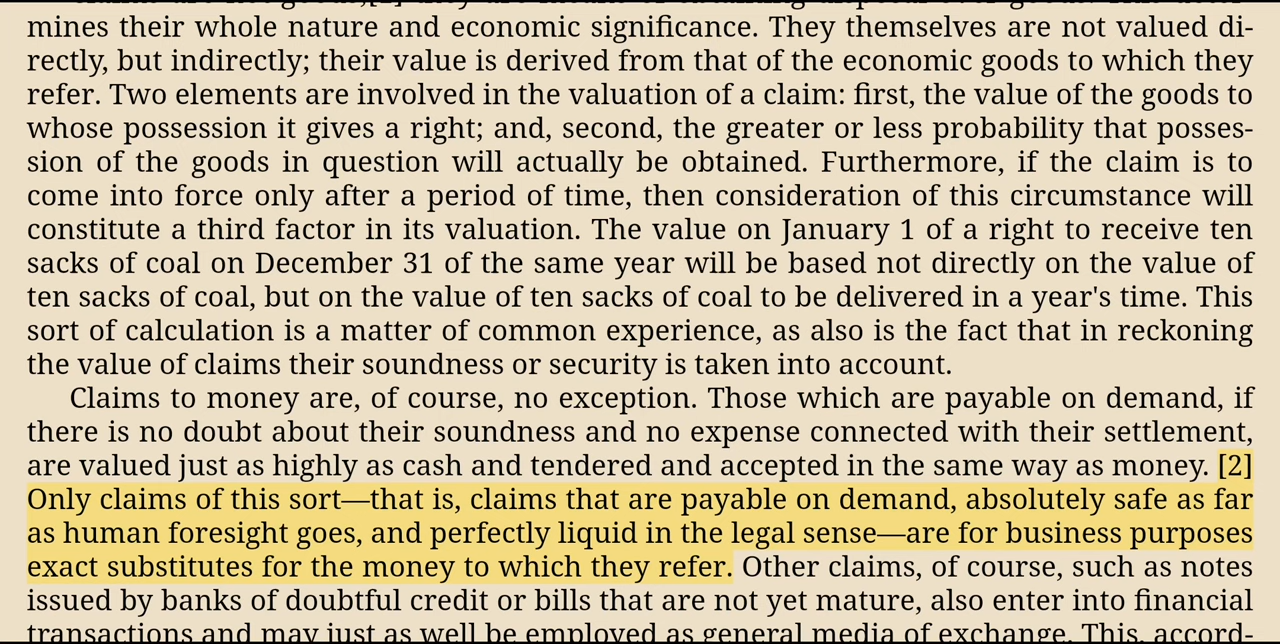 mines their whole nature and economic significance. They themselves are not valued di-
rectly, but indirectly; their value is derived from that of the economic goods to which they
refer. Two elements are involved in the valuation of a claim: first, the value of the goods to
whose possession it gives a right; and, second, the greater or less probability that posses-
sion of the goods in question will actually be obtained. Furthermore, if the claim is to
come into force only after a period of time, then consideration of this circumstance will
constitute a third factor in its valuation. The value on January 1 of a right to receive ten
sacks of coal on December 31 of the same year will be based not directly on the value of
ten sacks of coal, but on the value of ten sacks of coal to be delivered in a year's time. This
sort of calculation is a matter of common experience, as also is the fact that in reckoning
the value of claims their soundness or security is taken into account.
Claims to money are, of course, no exception. Those which are payable on demand, if
there is no doubt about their soundness and no expense connected with their settlement,
are valued just as highly as cash and tendered and accepted in the same way as money. [2]
Only claims of this sort—that is, claims that are payable on demand, absolutely safe as far
as human foresight goes, and perfectly liquid in the legal sense—are for business purposes
exact substitutes for the money to which they refer. Other claims, of course, such as notes
issued by banks of doubtful credit or bills that are not yet mature, also enter into financial
transactions and may just as well be employed as general media of exchange. This, accord-